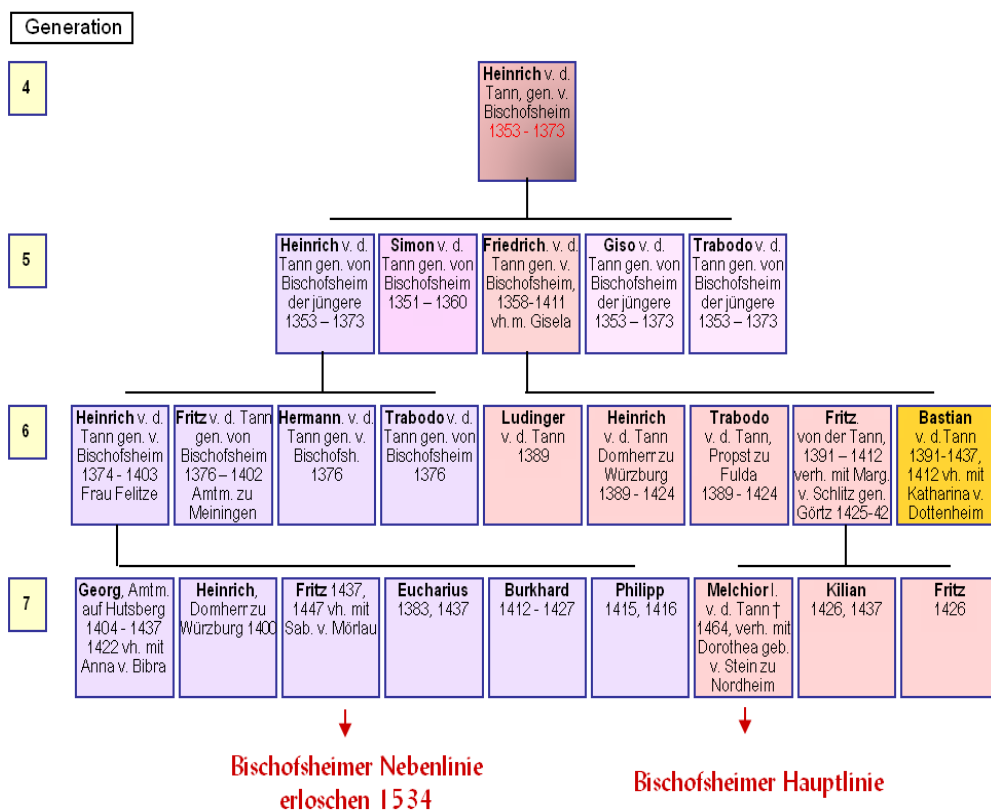 Generation
4
Heinrich v. d.
Tann, gen. v.
Bischofsheim
1353 - 1373
5
Heinrich v. d.
Tann gen. von
Bischofsheim
der jüngere
1353 – 1373
Simon v. d.
Tann gen. von
Bischofsheim
1351 – 1360
Friedrich. v. d.
Tann gen. v.
Bischofsheim,
1358-1411
vh. m. Gisela
Giso v. d.
Tann gen. von
Bischofsheim
der jüngere
1353 – 1373
Trabodo v. d.
Tann gen. von
Bischofsheim
der jüngere
1353 – 1373
6
Heinrich v. d.
Tann gen. v.
Bischofsheim
1374 - 1403
Frau Felitze
Fritz v. d. Tann
gen. von
Bischofsheim
1376 – 1402
Amtm. zu
Meiningen
Hermann. v. d.
Tann gen. v.
Bischofsh.
1376
Trabodo v. d.
Tann gen. von
Bischofsheim
1376
Ludinger
v. d. Tann
1389
Heinrich
v. d. Tann
Domherr zu
Würzburg
1389 - 1424
Trabodo
v. d. Tann,
Propst zu
Fulda
1389 - 1424
Fritz.
von der Tann,
1391 – 1412
verh. mit Marg.
v. Schlitz gen.
Görtz 1425-42
Bastian
v. d.Tann
1391-1437,
1412 vh. mit
Katharina v.
Dottenheim
7
Georg, Amtm.
auf Hutsberg
1404 - 1437
1422 vh. mit
Anna v. Bibra
Heinrich,
Domherr zu
Würzburg 1400
Fritz 1437,
1447 vh. mit
Sab. v. Mörlau
Eucharius
1383, 1437
Burkhard
1412 - 1427
Philipp
1415, 1416
Melchior I.
v. d. Tann †
1464, verh. mit
Dorothea geb.
v. Stein zu
Nordheim
Kilian
1426, 1437
Fritz
1426
Bischofsheimer Nebenlinie
erloschen 1534
Bischofsheimer Hauptlinie